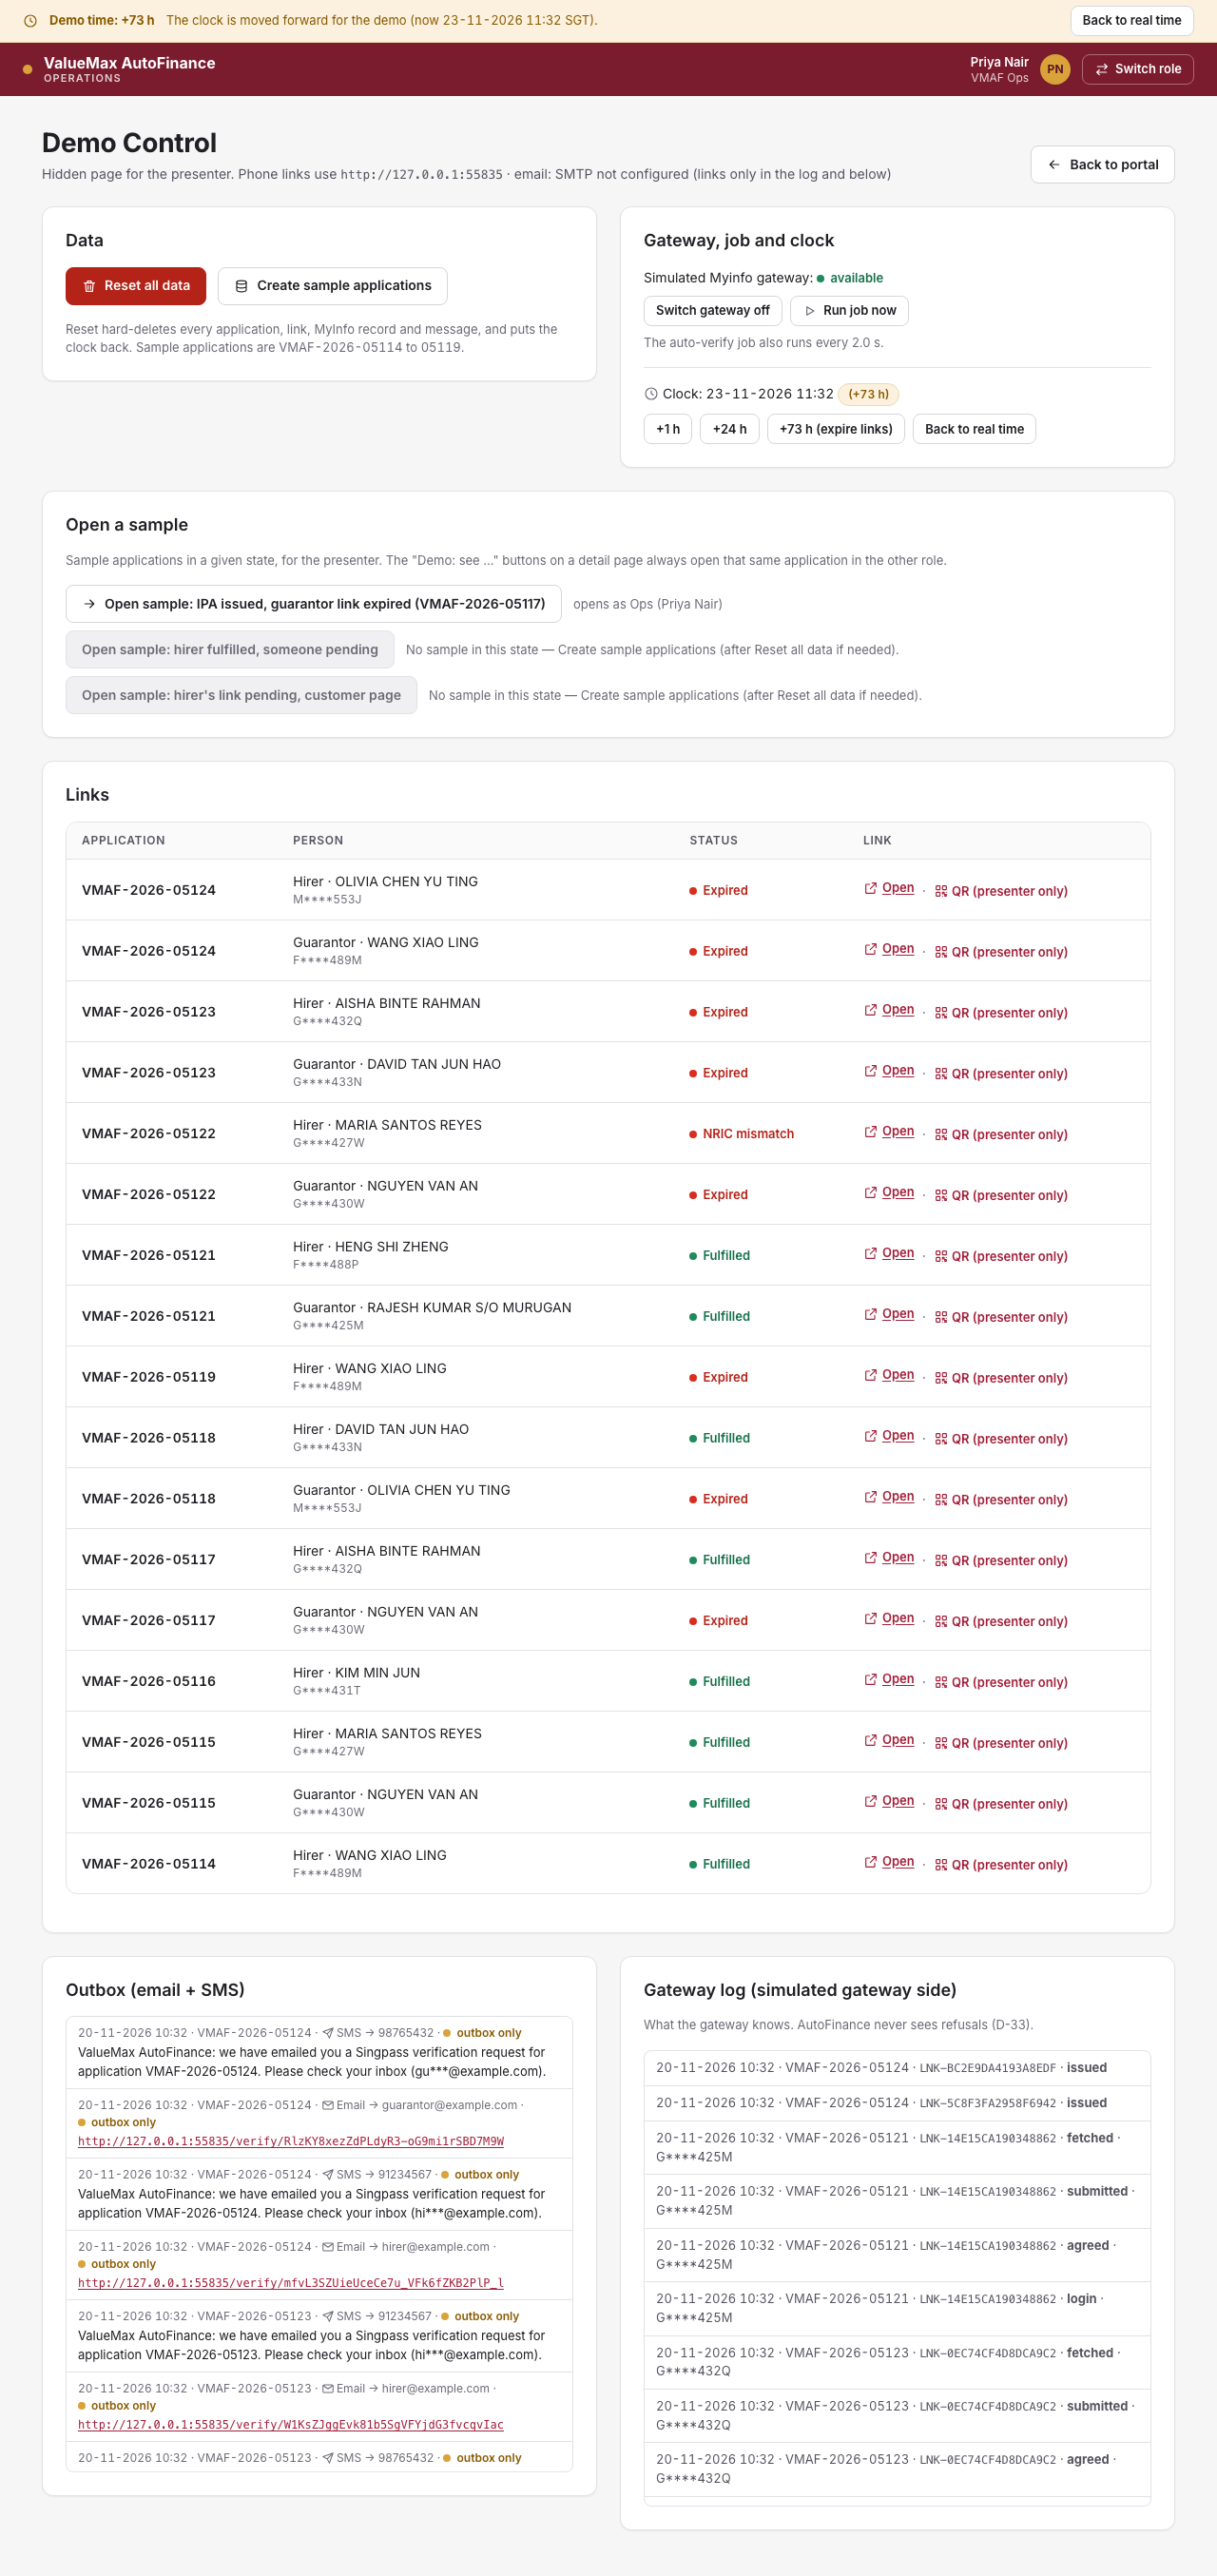 Demo time: +73 h The clock is moved forward for the demo (now 23-11-2026 11:32 SGT).
Back to real time
ValueMax AutoFinance
OPERATIONS
Priya Nair
VMAF Ops
PN
Switch role
Demo Control
Hidden page for the presenter. Phone links use http://127.0.0.1:55835 · email: SMTP not configured (links only in the log and below)
Back to portal
Data
Reset all data
Create sample applications
Reset hard-deletes every application, link, MyInfo record and message, and puts the
clock back. Sample applications are VMAF-2026-05114 to 05119.
Gateway, job and clock
Simulated Myinfo gateway: available
Switch gateway off
Run job now
The auto-verify job also runs every 2.0 s.
Clock: 23-11-2026 11:32 (+73 h)
+1 h
+24 h
+73 h (expire links)
Back to real time
Open a sample
Sample applications in a given state, for the presenter. The "Demo: see ..." buttons on a detail page always open that same application in the other role.
→ Open sample: IPA issued, guarantor link expired (VMAF-2026-05117) opens as Ops (Priya Nair)
Open sample: hirer fulfilled, someone pending No sample in this state — Create sample applications (after Reset all data if needed).
Open sample: hirer's link pending, customer page No sample in this state — Create sample applications (after Reset all data if needed).
Links
APPLICATION PERSON STATUS LINK
VMAF-2026-05124 Hirer · OLIVIA CHEN YU TING Expired Open · QR (presenter only)
M****553J
VMAF-2026-05124 Guarantor · WANG XIAO LING Expired Open · QR (presenter only)
F****489M
VMAF-2026-05123 Hirer · AISHA BINTE RAHMAN Expired Open · QR (presenter only)
G****432Q
VMAF-2026-05123 Guarantor · DAVID TAN JUN HAO Expired Open · QR (presenter only)
G****433N
VMAF-2026-05122 Hirer · MARIA SANTOS REYES NRIC mismatch Open · QR (presenter only)
G****427W
VMAF-2026-05122 Guarantor · NGUYEN VAN AN Expired Open · QR (presenter only)
G****430W
VMAF-2026-05121 Hirer · HENG SHI ZHENG Fulfilled Open · QR (presenter only)
F****488P
VMAF-2026-05121 Guarantor · RAJESH KUMAR S/O MURUGAN Fulfilled Open · QR (presenter only)
G****425M
VMAF-2026-05119 Hirer · WANG XIAO LING Expired Open · QR (presenter only)
F****489M
VMAF-2026-05118 Hirer · DAVID TAN JUN HAO Fulfilled Open · QR (presenter only)
G****433N
VMAF-2026-05118 Guarantor · OLIVIA CHEN YU TING Expired Open · QR (presenter only)
M****553J
VMAF-2026-05117 Hirer · AISHA BINTE RAHMAN Fulfilled Open · QR (presenter only)
G****432Q
VMAF-2026-05117 Guarantor · NGUYEN VAN AN Expired Open · QR (presenter only)
G****430W
VMAF-2026-05116 Hirer · KIM MIN JUN Fulfilled Open · QR (presenter only)
G****431T
VMAF-2026-05115 Hirer · MARIA SANTOS REYES Fulfilled Open · QR (presenter only)
G****427W
VMAF-2026-05115 Guarantor · NGUYEN VAN AN Fulfilled Open · QR (presenter only)
G****430W
VMAF-2026-05114 Hirer · WANG XIAO LING Fulfilled Open · QR (presenter only)
F****489M
Outbox (email + SMS)
20-11-2026 10:32 · VMAF-2026-05124 · SMS → 98765432 · outbox only
ValueMax AutoFinance: we have emailed you a Singpass verification request for
application VMAF-2026-05124. Please check your inbox (gu***@example.com).
20-11-2026 10:32 · VMAF-2026-05124 · Email → guarantor@example.com ·
outbox only
http://127.0.0.1:55835/verify/RlzKY8xezZdPLdyR3-oG9mi1rSBD7M9W
20-11-2026 10:32 · VMAF-2026-05124 · SMS → 91234567 · outbox only
ValueMax AutoFinance: we have emailed you a Singpass verification request for
application VMAF-2026-05124. Please check your inbox (hi***@example.com).
20-11-2026 10:32 · VMAF-2026-05124 · Email → hirer@example.com ·
outbox only
http://127.0.0.1:55835/verify/mfvL3SZUieUceCe7u_VFk6fZKB2PlP_l
20-11-2026 10:32 · VMAF-2026-05123 · SMS → 91234567 · outbox only
ValueMax AutoFinance: we have emailed you a Singpass verification request for
application VMAF-2026-05123. Please check your inbox (hi***@example.com).
20-11-2026 10:32 · VMAF-2026-05123 · Email → hirer@example.com ·
outbox only
http://127.0.0.1:55835/verify/W1KsZJggEvk81b5SgVFYjdG3fvcqvIac
20-11-2026 10:32 · VMAF-2026-05123 · SMS → 98765432 · outbox only
Gateway log (simulated gateway side)
What the gateway knows. AutoFinance never sees refusals (D-33).
20-11-2026 10:32 · VMAF-2026-05124 · LNK-BC2E9DA4193A8EDF · issued
20-11-2026 10:32 · VMAF-2026-05124 · LNK-5C8F3FA2958F6942 · issued
20-11-2026 10:32 · VMAF-2026-05121 · LNK-14E15CA190348862 · fetched ·
G****425M
20-11-2026 10:32 · VMAF-2026-05121 · LNK-14E15CA190348862 · submitted ·
G****425M
20-11-2026 10:32 · VMAF-2026-05121 · LNK-14E15CA190348862 · agreed ·
G****425M
20-11-2026 10:32 · VMAF-2026-05121 · LNK-14E15CA190348862 · login ·
G****425M
20-11-2026 10:32 · VMAF-2026-05123 · LNK-0EC74CF4D8DCA9C2 · fetched ·
G****432Q
20-11-2026 10:32 · VMAF-2026-05123 · LNK-0EC74CF4D8DCA9C2 · submitted ·
G****432Q
20-11-2026 10:32 · VMAF-2026-05123 · LNK-0EC74CF4D8DCA9C2 · agreed ·
G****432Q